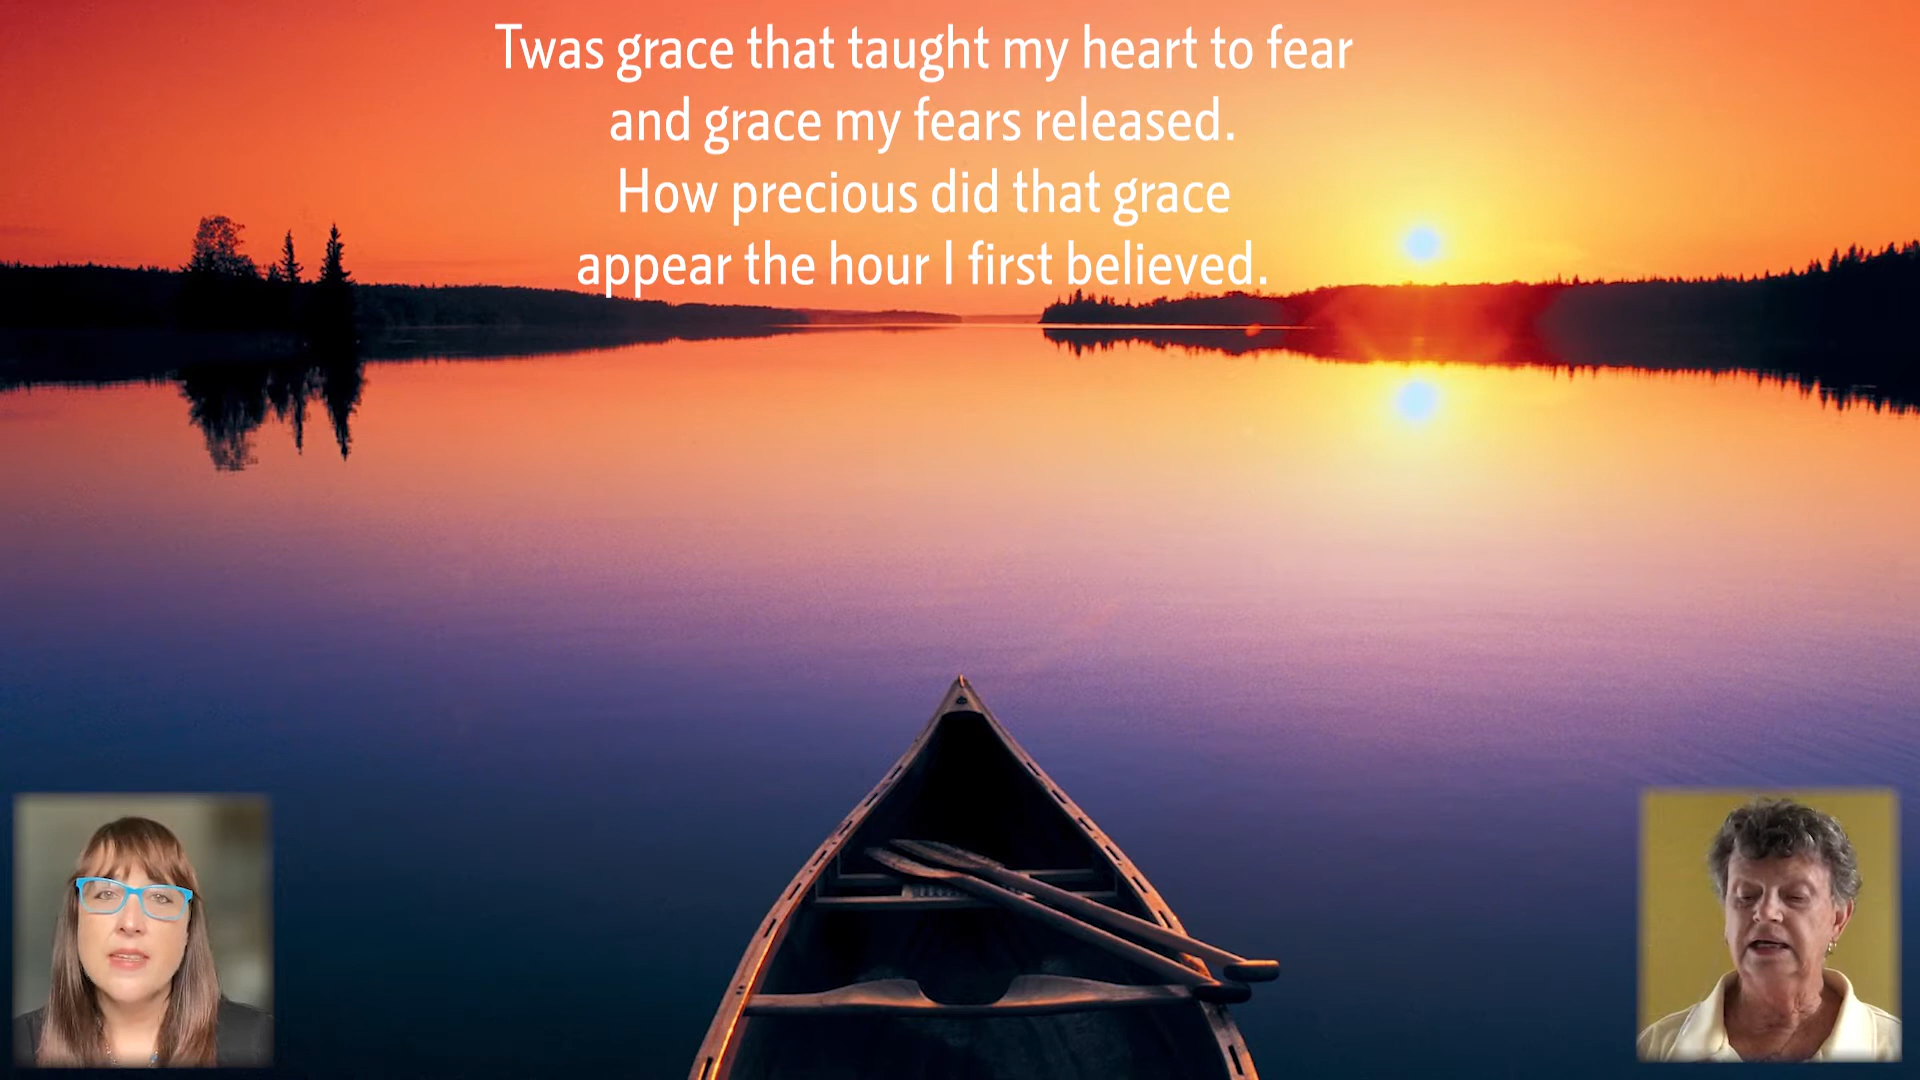 Twas grace that taught my heart to fear
and grace my fears released.
How precious did that grace
appear the hour I first believed.